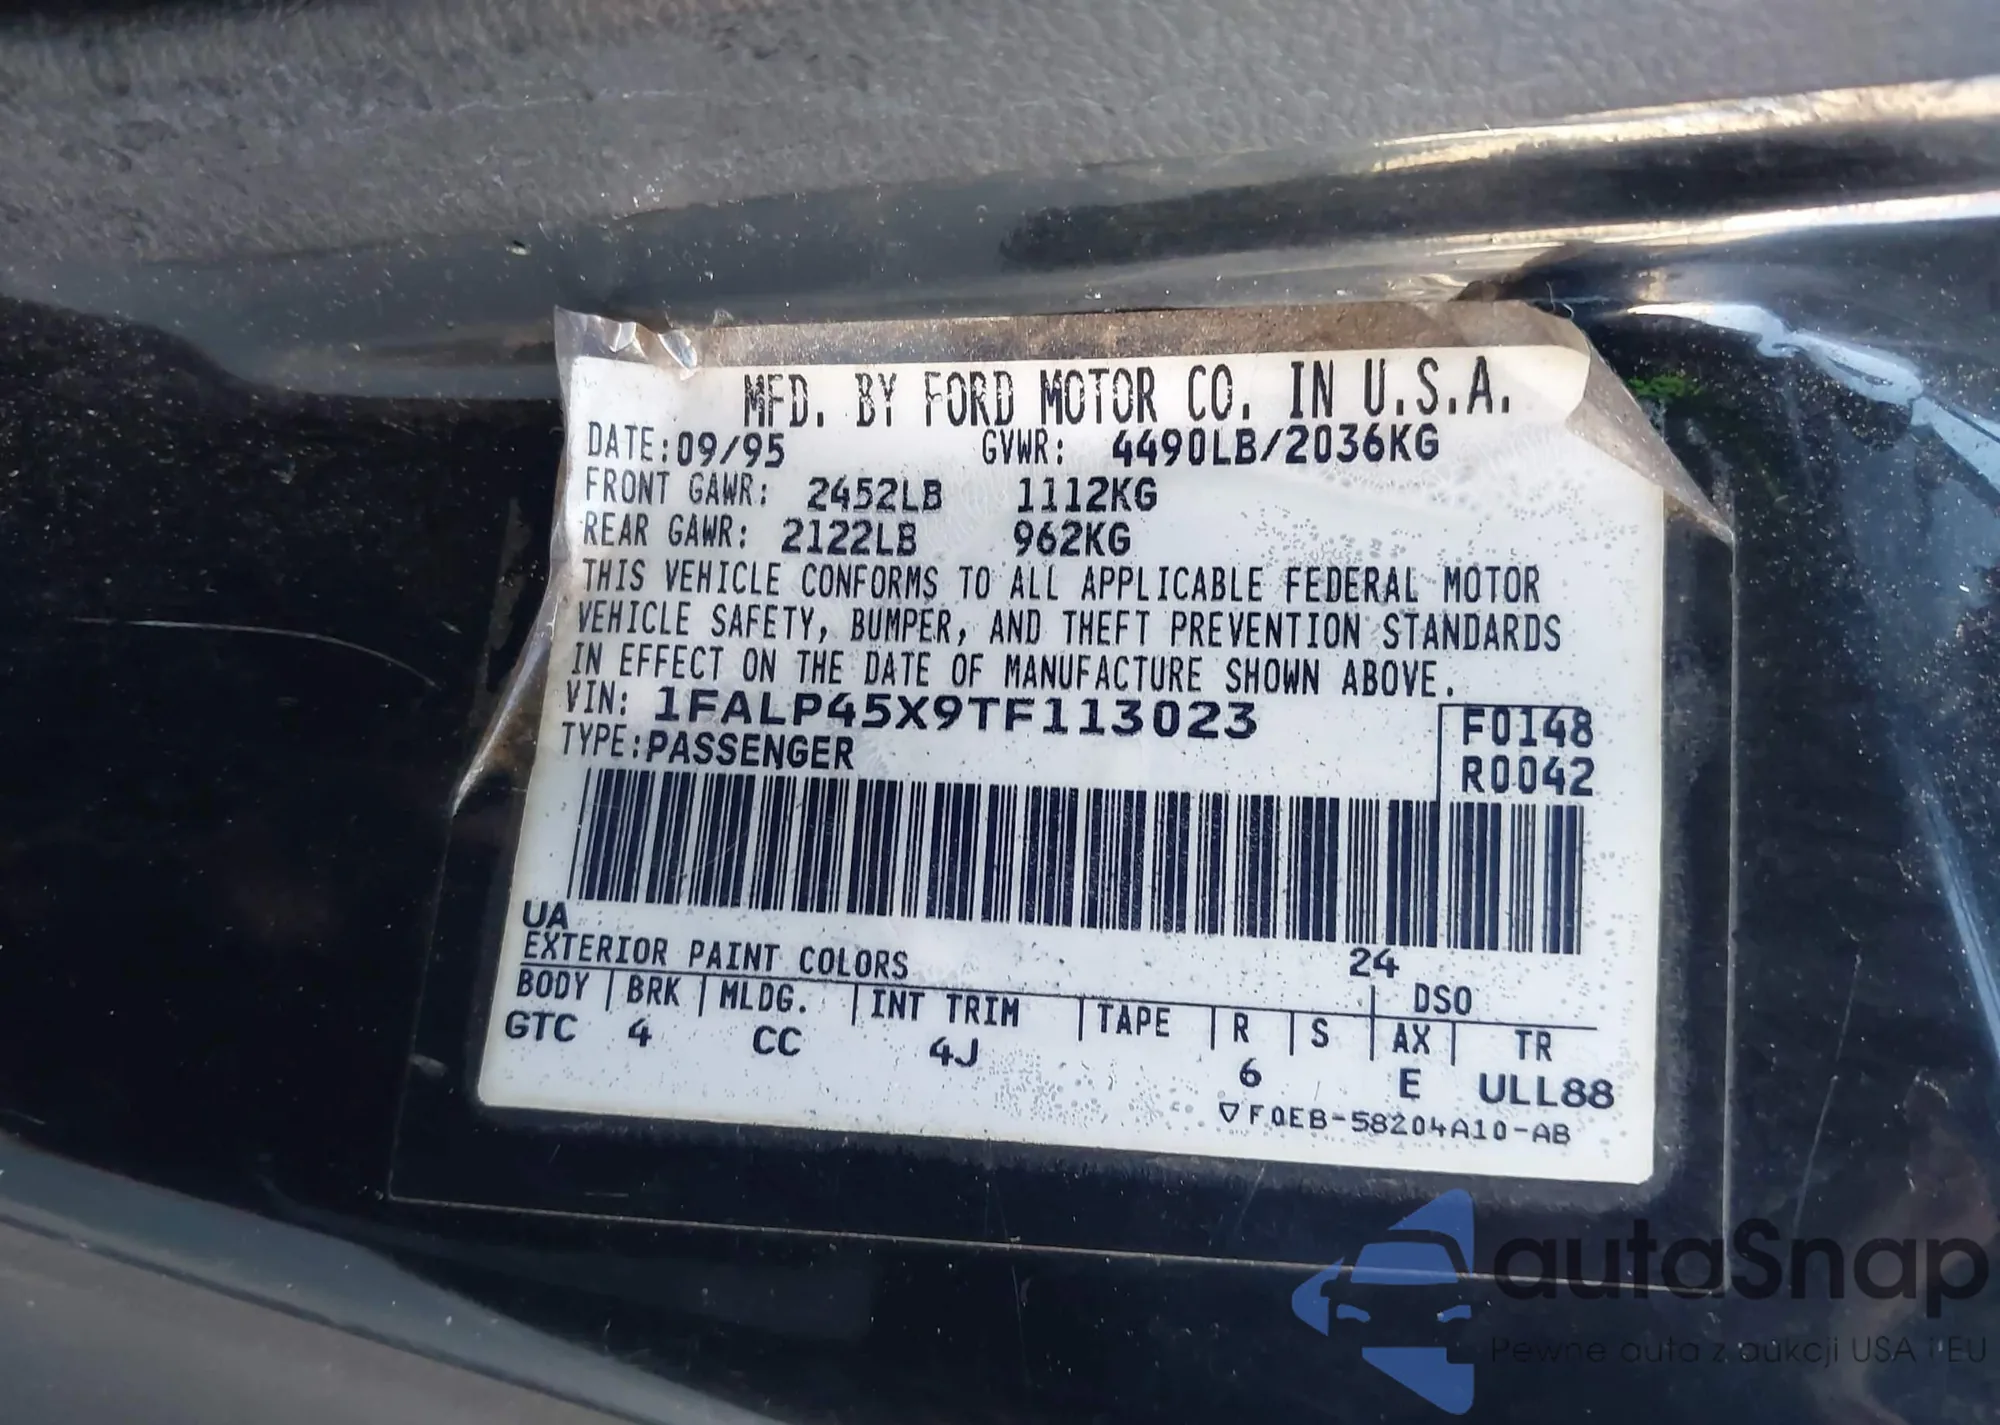 MFD. BY FORD MOTOR CO. IN U.S.A.
DATE:09/95 GVWR: 4490LB/2036KG
FRONT GAWR: 2452LB 1112KG
REAR GAWR: 2122LB 962KG
THIS VEHICLE CONFORMS TO ALL APPLICABLE FEDERAL MOTOR
VEHICLE SAFETY, BUMPER, AND THEFT PREVENTION STANDARDS
IN EFFECT ON THE DATE OF MANUFACTURE SHOWN ABOVE.
VIN: 1FALP45X9TF113023 F0148
TYPE:PASSENGER R0042
UA
EXTERIOR PAINT COLORS 24 DSO
BODY BRK MLDG. INT TRIM TAPE R S AX TR
GTC 4 CC 4J 6 E ULL88
▽F0EB-58204A10-AB
autoSnap
Pewne auta z aukcji USA i EU